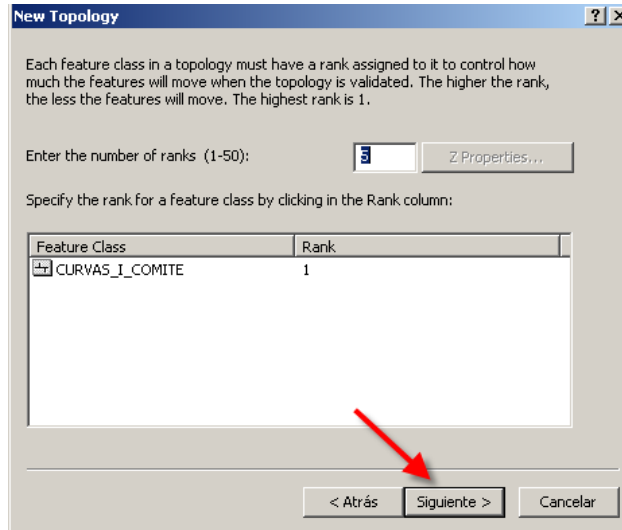 New Topology
? X
Each feature class in a topology must have a rank assigned to it to control how
much the features will move when the topology is validated. The higher the rank,
the less the features will move. The highest rank is 1.
Enter the number of ranks (1-50): 5 Z Properties...
Specify the rank for a feature class by clicking in the Rank column:
Feature Class Rank
CURVAS_I_COMITE 1
< Atrás Siguiente > Cancelar